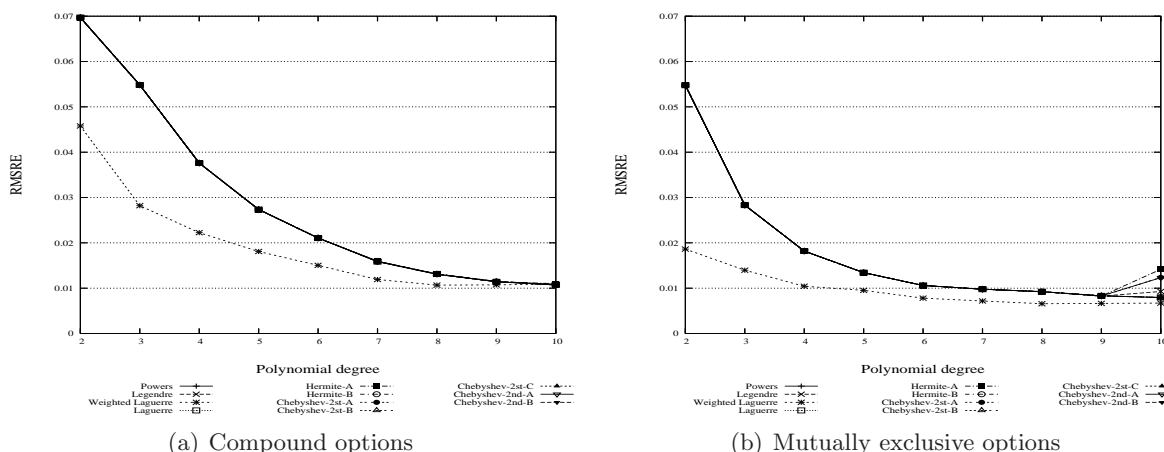 0.07
0.06
0.05
0.04
0.03
0.02
0.01
0
RMSRE
2 3 4 5 6 7 8 9 10
Polynomial degree
Powers Hermite-A Chebyshev-2st-C
Legendre Hermite-B Chebyshev-2nd-A
Weighted Laguerre Chebyshev-2st-A Chebyshev-2nd-B
Laguerre Chebyshev-2st-B
(a) Compound options
0.07
0.06
0.05
0.04
0.03
0.02
0.01
0
RMSRE
2 3 4 5 6 7 8 9 10
Polynomial degree
Powers Hermite-A Chebyshev-2st-C
Legendre Hermite-B Chebyshev-2nd-A
Weighted Laguerre Chebyshev-2st-A Chebyshev-2nd-B
Laguerre Chebyshev-2st-B
(b) Mutually exclusive options